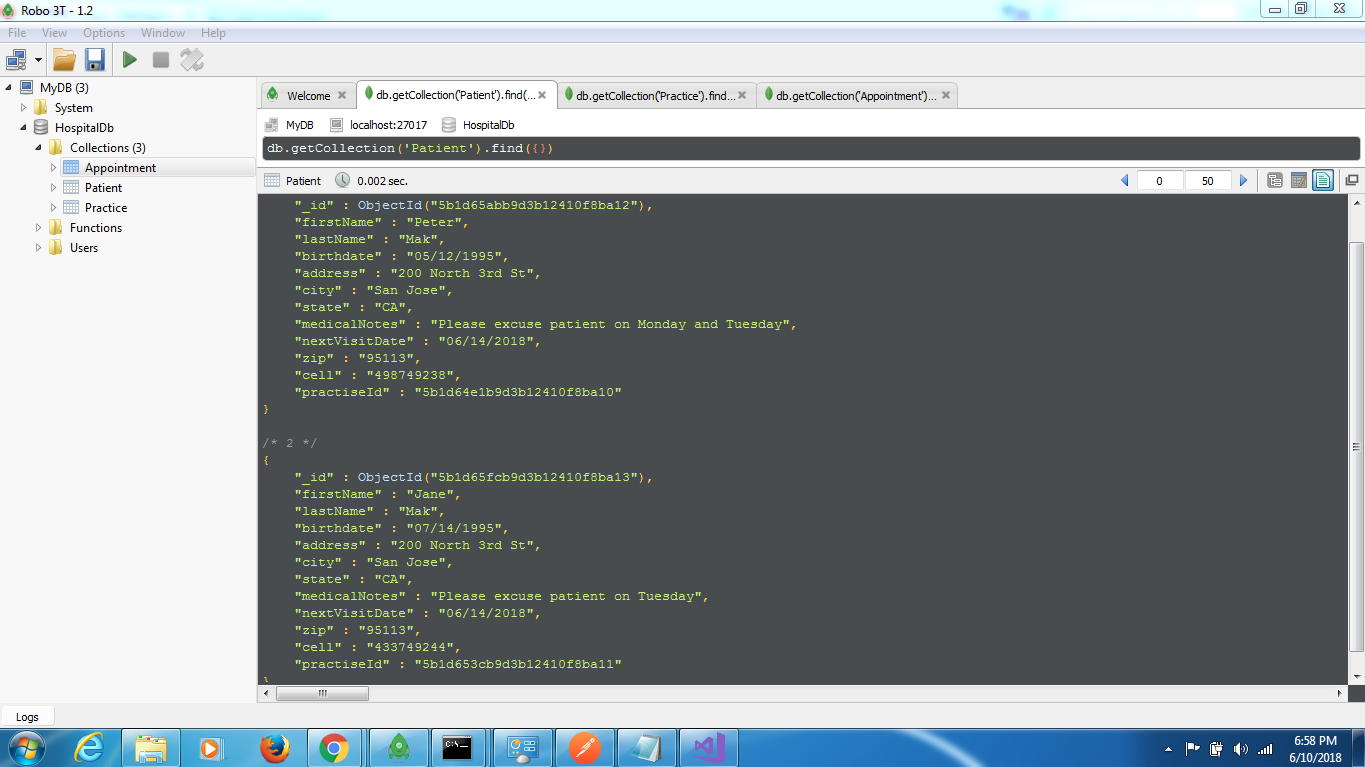 Robo 3T - 1.2
File View Options Window Help
MyDB (3)
System
HospitalDb
Collections (3)
Appointment
Patient
Practice
Functions
Users
Welcome
db.getCollection('Patient').find(...
db.getCollection('Practice').find...
db.getCollection('Appointment')...
MyDB localhost:27017 HospitalDb
db.getCollection('Patient').find({})
Patient 0.002 sec. 0 50
"_id" : ObjectId("5b1d65abb9d3b12410f8ba12"),
"firstName" : "Peter",
"lastName" : "Mak",
"birthdate" : "05/12/1995",
"address" : "200 North 3rd St",
"city" : "San Jose",
"state" : "CA",
"medicalNotes" : "Please excuse patient on Monday and Tuesday",
"nextVisitDate" : "06/14/2018",
"zip" : "95113",
"cell" : "498749238",
"practiseId" : "5b1d64e1b9d3b12410f8ba10"
}
/* 2 */
{
"_id" : ObjectId("5b1d65fcb9d3b12410f8ba13"),
"firstName" : "Jane",
"lastName" : "Mak",
"birthdate" : "07/14/1995",
"address" : "200 North 3rd St",
"city" : "San Jose",
"state" : "CA",
"medicalNotes" : "Please excuse patient on Tuesday",
"nextVisitDate" : "06/14/2018",
"zip" : "95113",
"cell" : "433749244",
"practiseId" : "5b1d653cb9d3b12410f8ba11"
}
Logs
C:\_
6:58 PM
6/10/2018